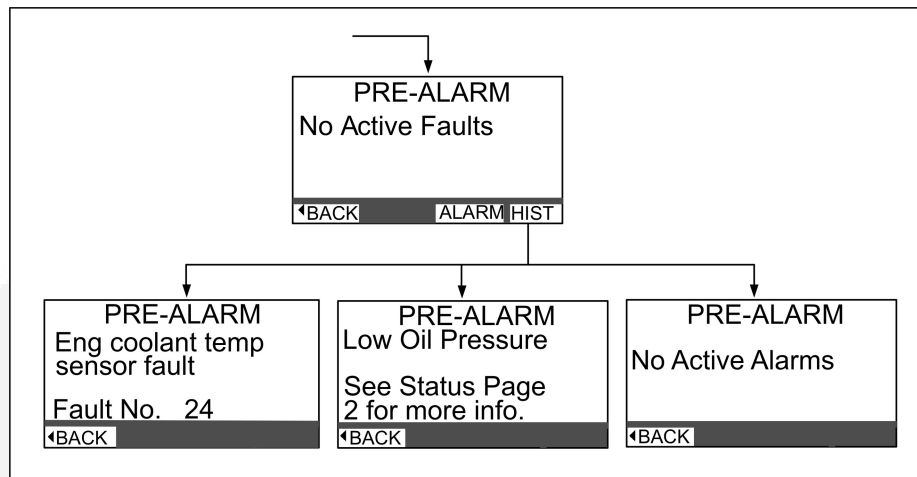 PRE-ALARM
No Active Faults
◂BACK ALARM HIST
PRE-ALARM
Eng coolant temp
sensor fault
Fault No. 24
◂BACK
PRE-ALARM
Low Oil Pressure
See Status Page
2 for more info.
◂BACK
PRE-ALARM
No Active Alarms
◂BACK